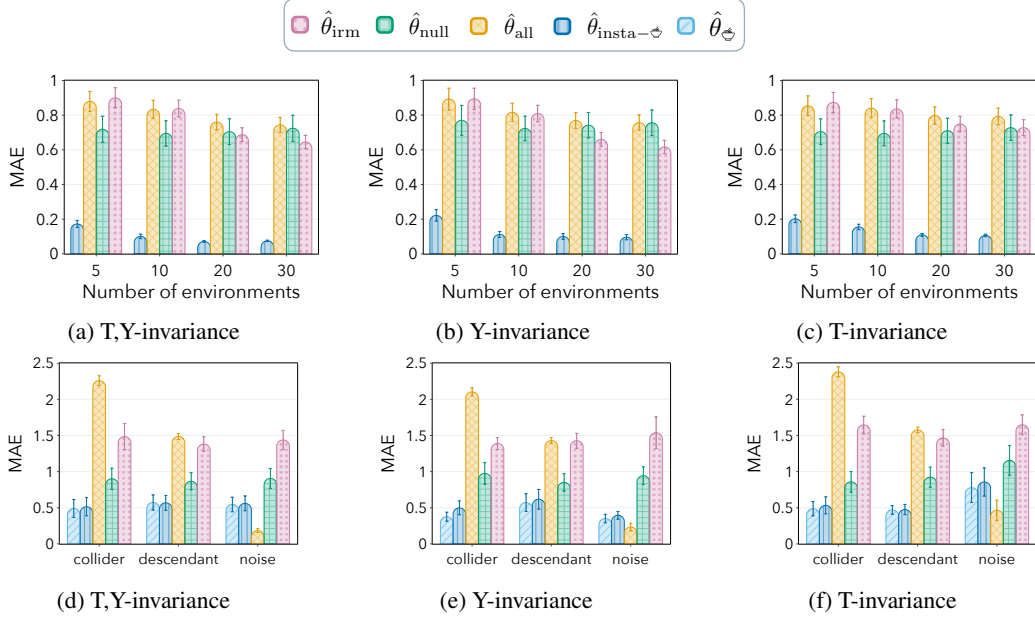 θ̂irm θ̂null θ̂all θ̂insta− θ̂
MAE
1
0.8
0.6
0.4
0.2
0
5 10 20 30
Number of environments
(a) T,Y-invariance
MAE
1
0.8
0.6
0.4
0.2
0
5 10 20 30
Number of environments
(b) Y-invariance
MAE
1
0.8
0.6
0.4
0.2
0
5 10 20 30
Number of environments
(c) T-invariance
MAE
2.5
2
1.5
1
0.5
0
collider descendant noise
(d) T,Y-invariance
MAE
2.5
2
1.5
1
0.5
0
collider descendant noise
(e) Y-invariance
MAE
2.5
2
1.5
1
0.5
0
collider descendant noise
(f) T-invariance